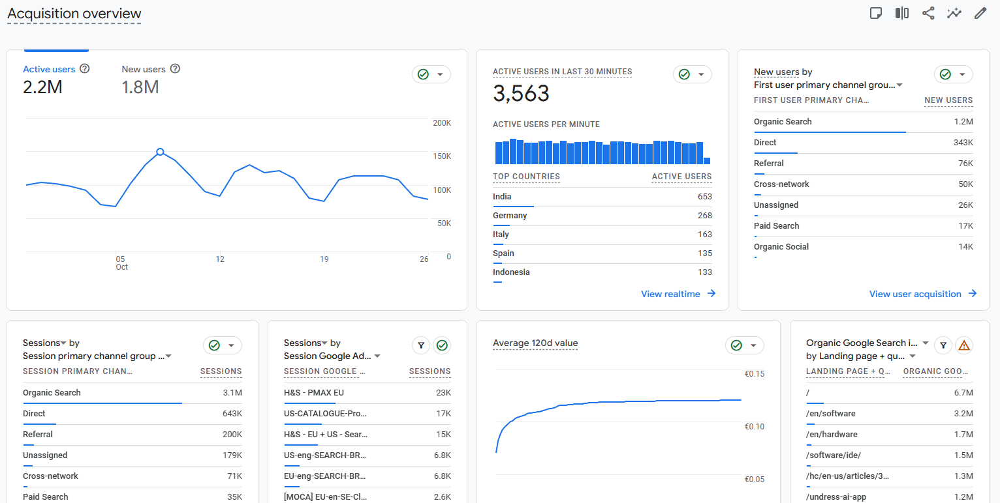 Acquisition overview
Active users
New users
2.2M
1.8M
200K
150K
100K
50K
0
05
Oct
12
19
26
ACTIVE USERS IN LAST 30 MINUTES
3,563
ACTIVE USERS PER MINUTE
TOP COUNTRIES ACTIVE USERS
India 653
Germany 268
Italy 163
Spain 135
Indonesia 133
View realtime
New users by
First user primary channel grou...
FIRST USER PRIMARY CHA... NEW USERS
Organic Search 1.2M
Direct 343K
Referral 76K
Cross-network 50K
Unassigned 26K
Paid Search 17K
Organic Social 14K
View user acquisition
Sessions by
Session primary channel group ...
SESSION PRIMARY CHAN... SESSIONS
Organic Search 3.1M
Direct 643K
Referral 200K
Unassigned 179K
Cross-network 71K
Paid Search 35K
Sessions by
Session Google Ad...
SESSION GOOGLE ... SESSIONS
H&S - PMAX EU 23K
US-CATALOGUE-Pro... 17K
H&S - EU + US - Sear... 15K
US-eng-SEARCH-BR... 6.8K
EU-eng-SEARCH-BR... 6.8K
[MOCA] EU-en-SE-Cl... 2.6K
Average 120d value
€0.15
€0.10
€0.05
Organic Google Search i...
by Landing page + qu...
LANDING PAGE + Q... ORGANIC GOO...
/ 6.7M
/en/software 3.2M
/en/hardware 1.7M
/software/ide/ 1.5M
/hc/en-us/articles/3... 1.3M
/undress-ai-app 1.2M